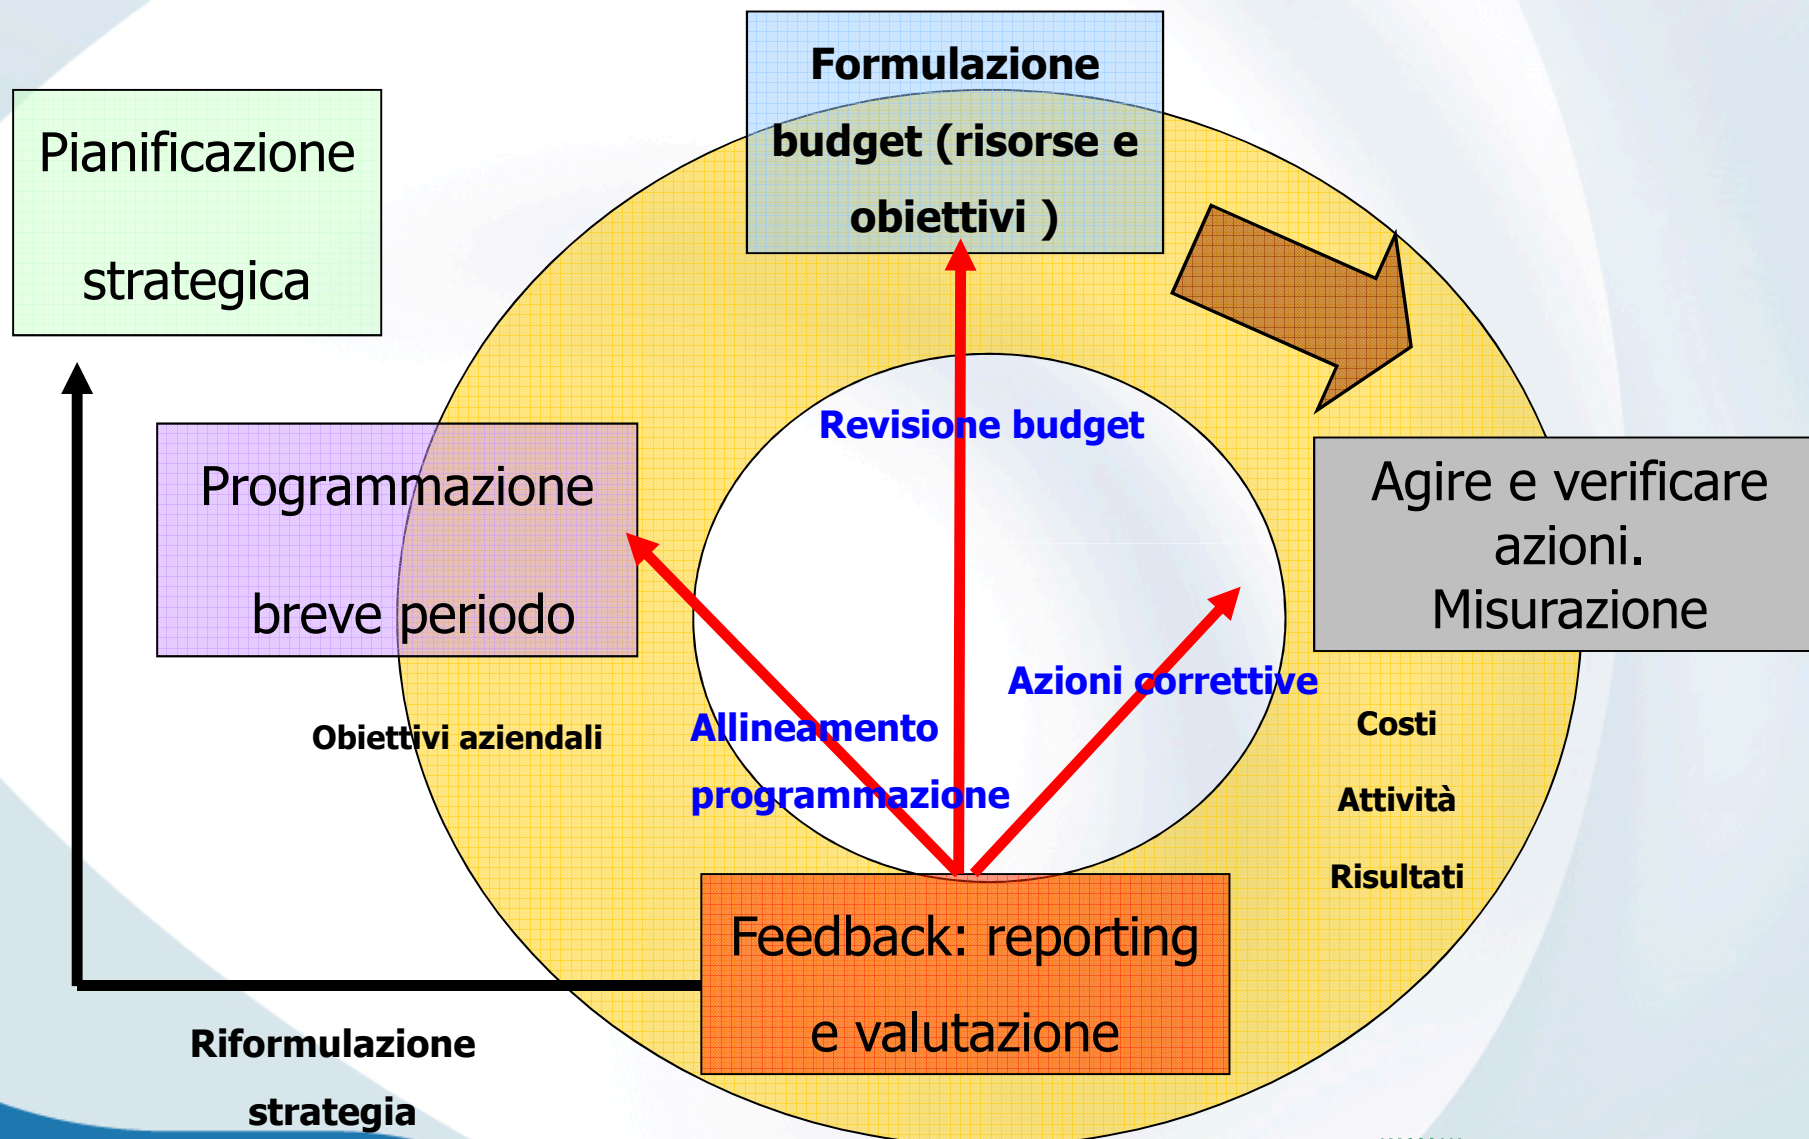 Formulazione
budget (risorse e
obiettivi )
Pianificazione
strategica
Revisione budget
Programmazione
breve periodo
Agire e verificare
azioni.
Misurazione
Azioni correttive
Allineamento
programmazione
Obiettivi aziendali
Costi
Attività
Risultati
Feedback: reporting
e valutazione
Riformulazione
strategia